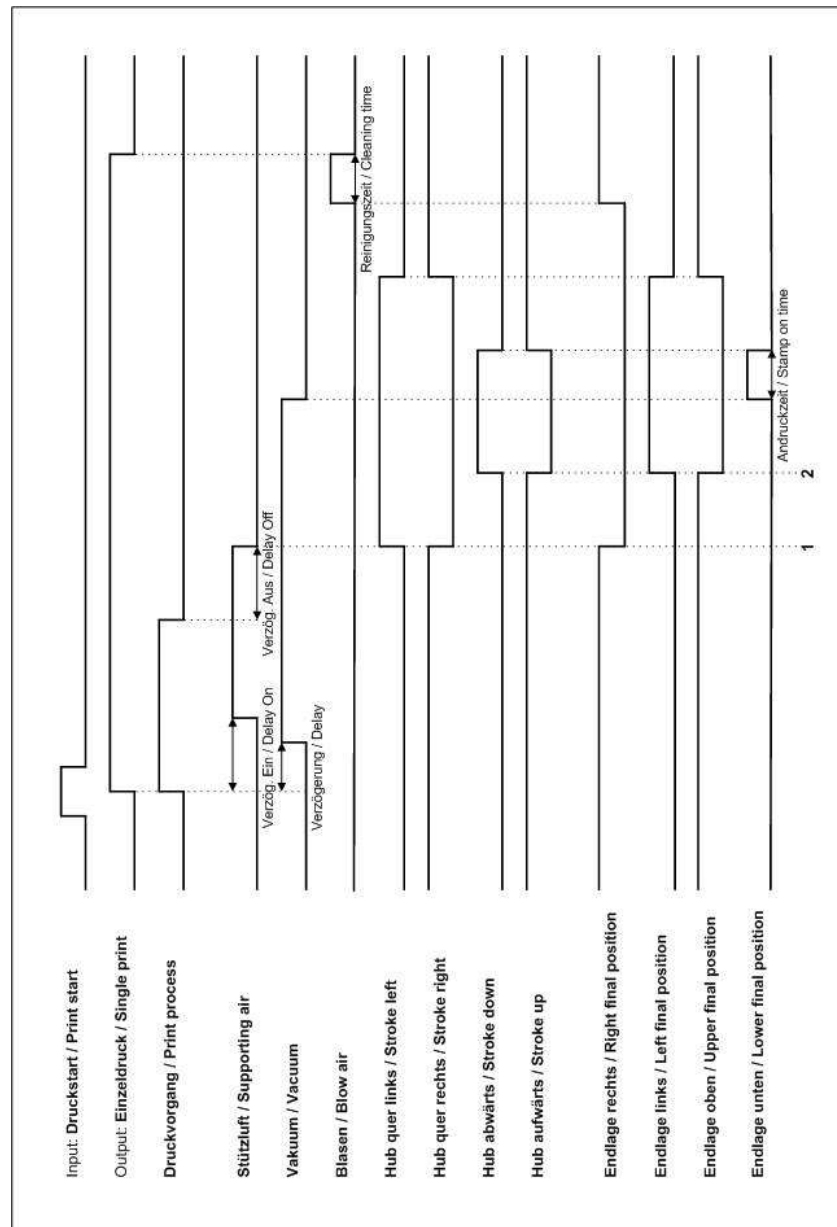 Input: Druckstart / Print start
Output: Einzeldruck / Single print
Druckvorgang / Print process
Stützluft / Supporting air
Verzög. Ein / Delay On
Verzög. Aus / Delay Off
Vakuum / Vacuum
Verzögerung / Delay
Blasen / Blow air
Reinigungszeit / Cleaning time
Hub quer links / Stroke left
Hub quer rechts / Stroke right
Hub abwärts / Stroke down
Hub aufwärts / Stroke up
Endlage rechts / Right final position
Endlage links / Left final position
Endlage oben / Upper final position
Endlage unten / Lower final position
Andruckzeit / Stamp on time
1
2